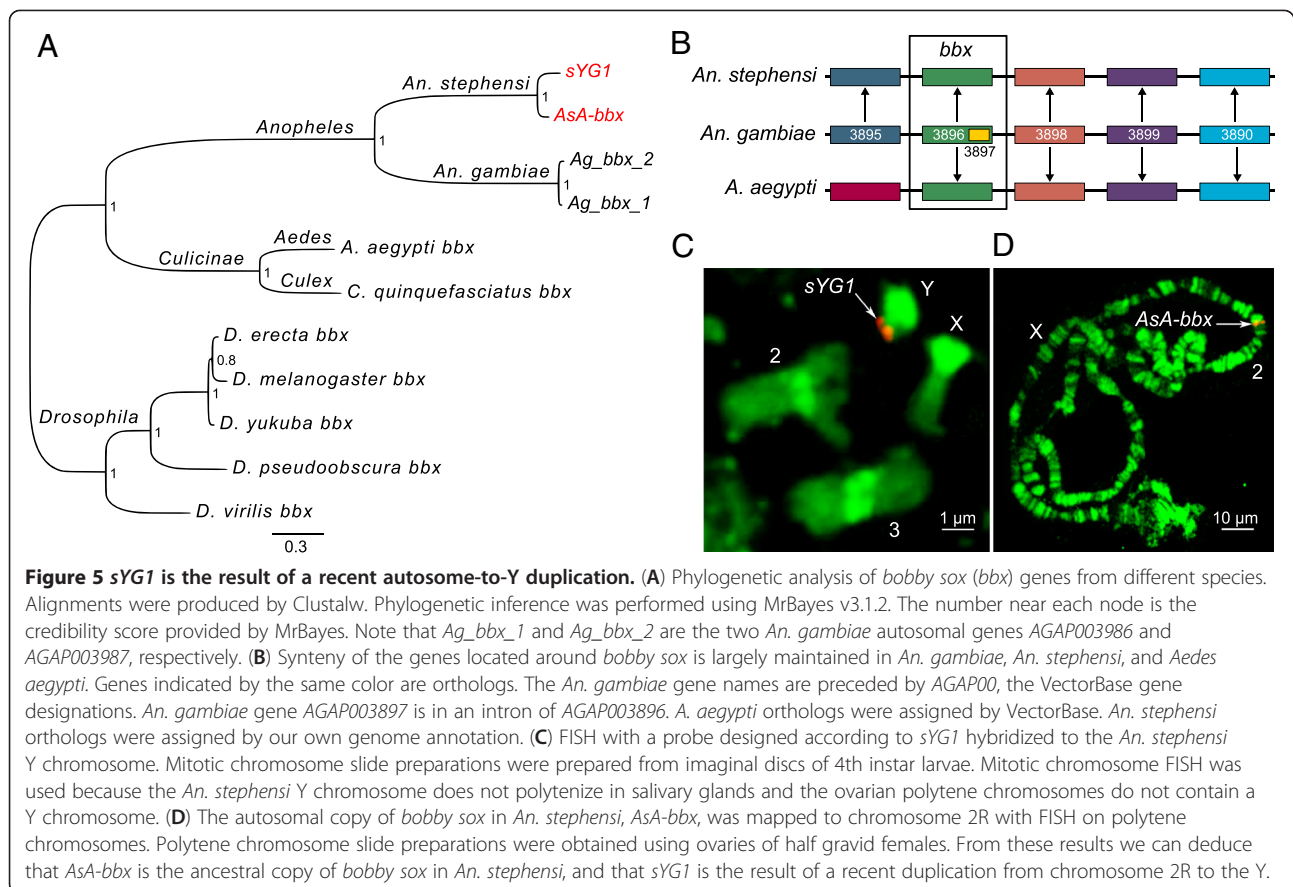 A
An. stephensi
sYG1
1
AsA-bbx
Anopheles
1
An. gambiae
Ag_bbx_2
1
Ag_bbx_1
1
Culicinae
Aedes
A. aegypti bbx
1
Culex
C. quinquefasciatus bbx
D. erecta bbx
0.8
D. melanogaster bbx
1
D. yukuba bbx
Drosophila
1
D. pseudoobscura bbx
1
D. virilis bbx
0.3
B
bbx
An. stephensi
An. gambiae
3895
3896
3897
3898
3899
3890
A. aegypti
C
sYG1
Y
X
2
3
1 µm
D
AsA-bbx
X
2
10 µm
Figure 5 sYG1 is the result of a recent autosome-to-Y duplication. (A) Phylogenetic analysis of bobby sox (bbx) genes from different species.
Alignments were produced by Clustalw. Phylogenetic inference was performed using MrBayes v3.1.2. The number near each node is the
credibility score provided by MrBayes. Note that Ag_bbx_1 and Ag_bbx_2 are the two An. gambiae autosomal genes AGAP003986 and
AGAP003987, respectively. (B) Synteny of the genes located around bobby sox is largely maintained in An. gambiae, An. stephensi, and Aedes
aegypti. Genes indicated by the same color are orthologs. The An. gambiae gene names are preceded by AGAP00, the VectorBase gene
designations. An. gambiae gene AGAP003897 is in an intron of AGAP003896. A. aegypti orthologs were assigned by VectorBase. An. stephensi
orthologs were assigned by our own genome annotation. (C) FISH with a probe designed according to sYG1 hybridized to the An. stephensi
Y chromosome. Mitotic chromosome slide preparations were prepared from imaginal discs of 4th instar larvae. Mitotic chromosome FISH was
used because the An. stephensi Y chromosome does not polytenize in salivary glands and the ovarian polytene chromosomes do not contain a
Y chromosome. (D) The autosomal copy of bobby sox in An. stephensi, AsA-bbx, was mapped to chromosome 2R with FISH on polytene
chromosomes. Polytene chromosome slide preparations were obtained using ovaries of half gravid females. From these results we can deduce
that AsA-bbx is the ancestral copy of bobby sox in An. stephensi, and that sYG1 is the result of a recent duplication from chromosome 2R to the Y.